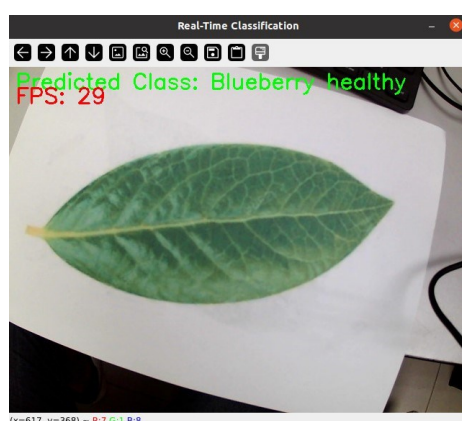 Real-Time Classification
Predicted Class: Blueberry healthy
FPS: 29
(x=617, y=368) ~ R:7 G:1 B:8